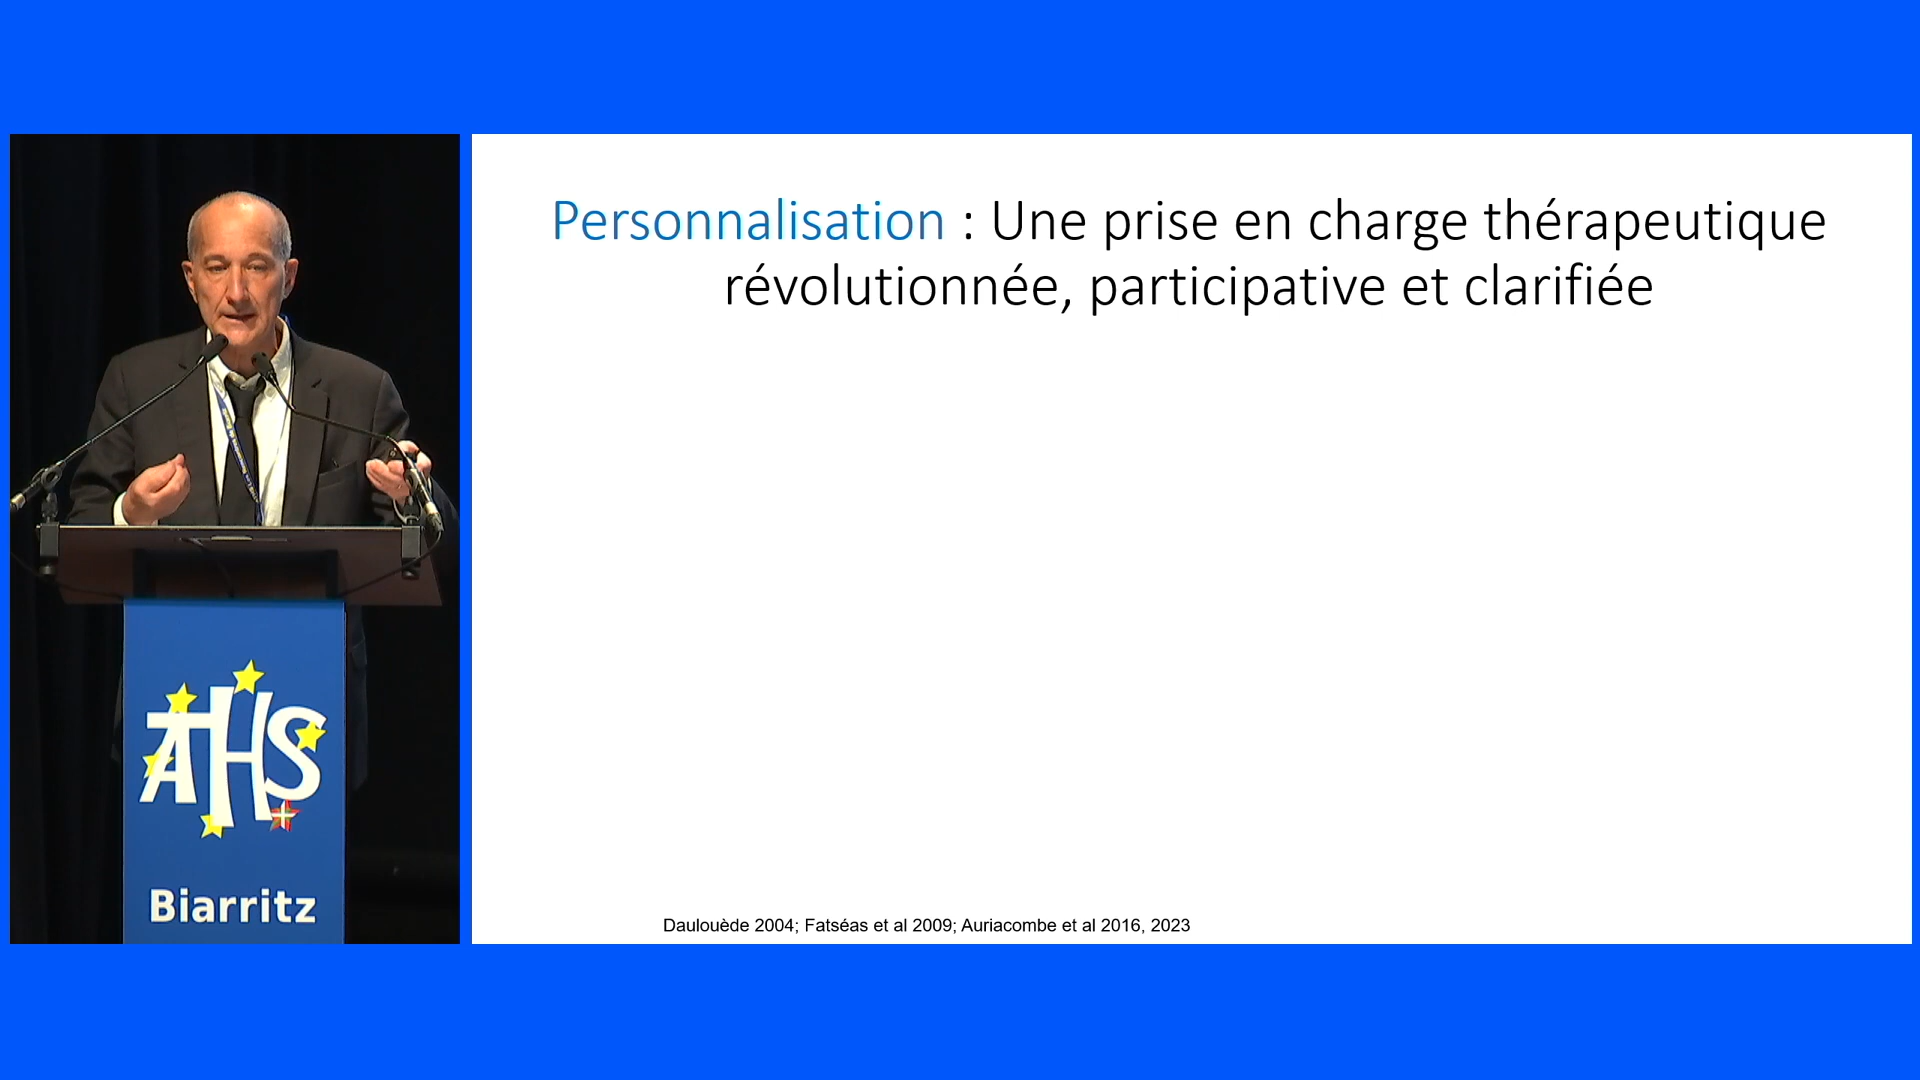 Personnalisation : Une prise en charge thérapeutique
révolutionnée, participative et clarifiée
Daulouède 2004; Fatséas et al 2009; Auriacombe et al 2016, 2023
ATHS
Biarritz